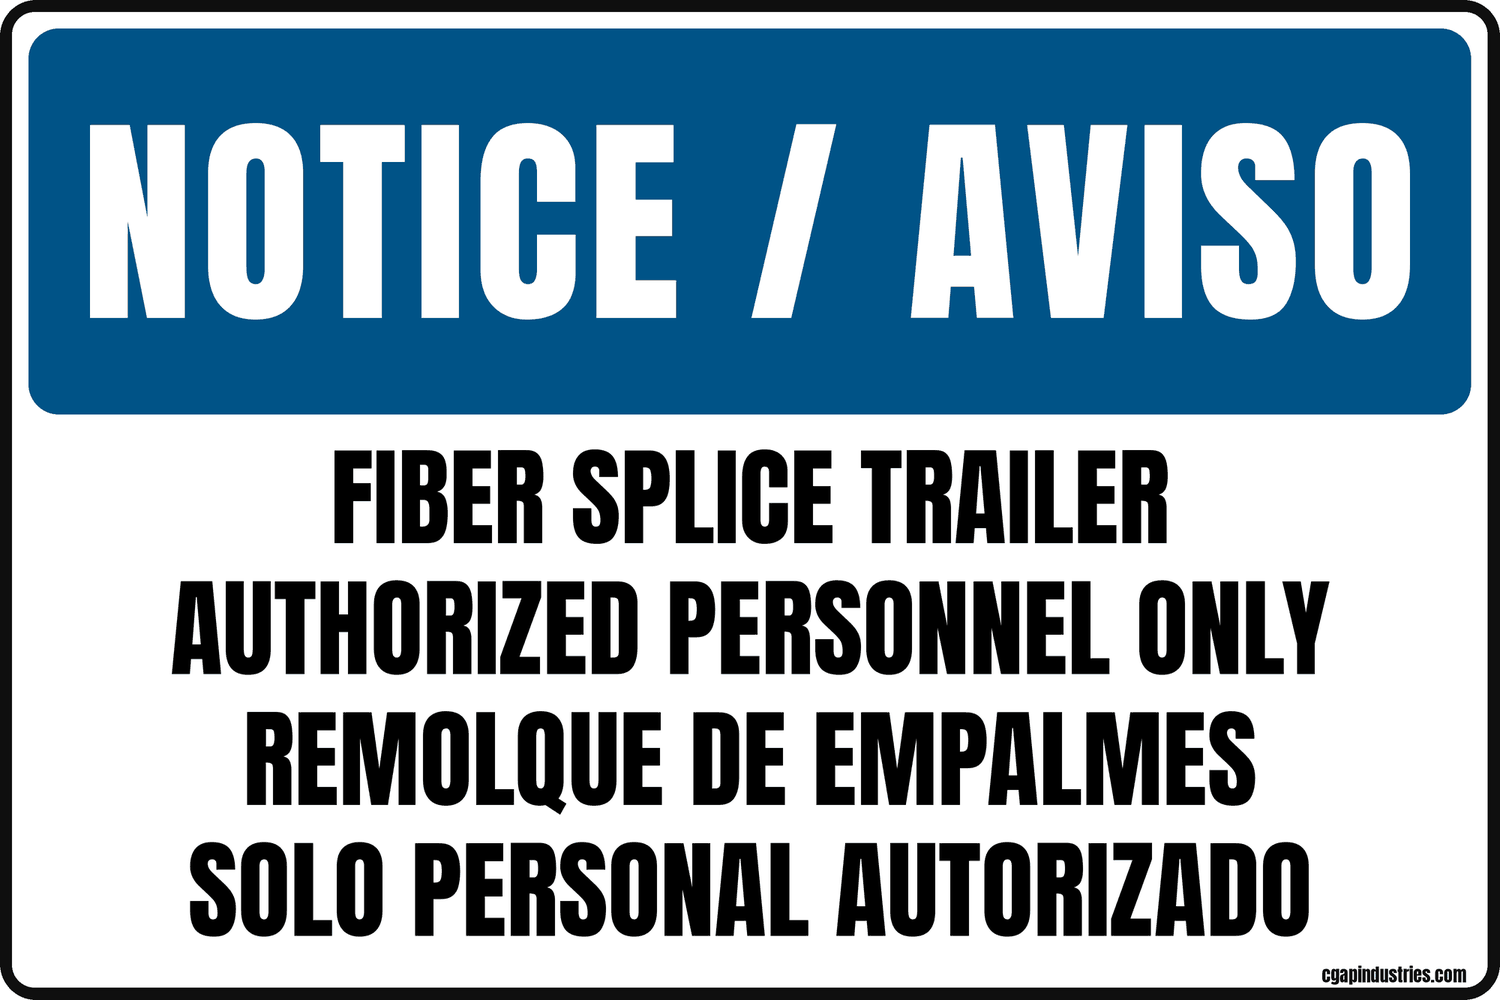 NOTICE / AVISO
FIBER SPLICE TRAILER
AUTHORIZED PERSONNEL ONLY
REMOLQUE DE EMPALMES
SOLO PERSONAL AUTORIZADO
cgapindustries.com